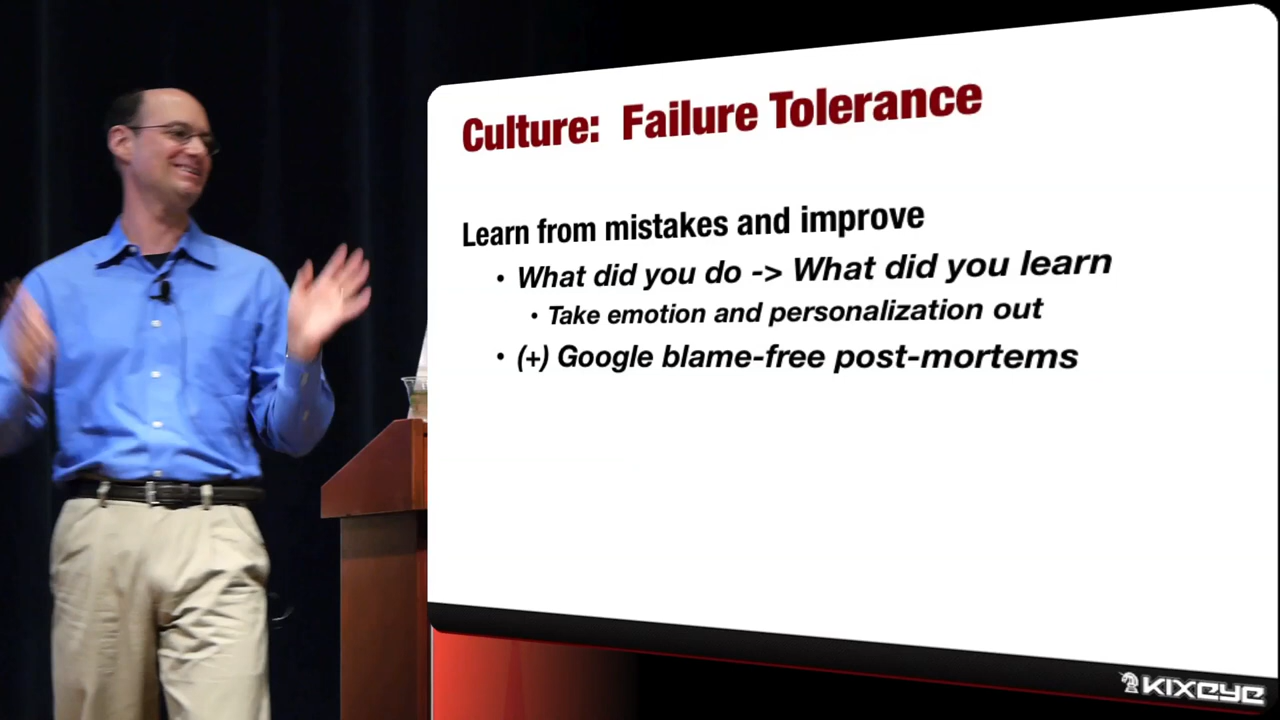 Culture: Failure Tolerance
Learn from mistakes and improve
• What did you do -> What did you learn
• Take emotion and personalization out
• (+) Google blame-free post-mortems
KIXEYE